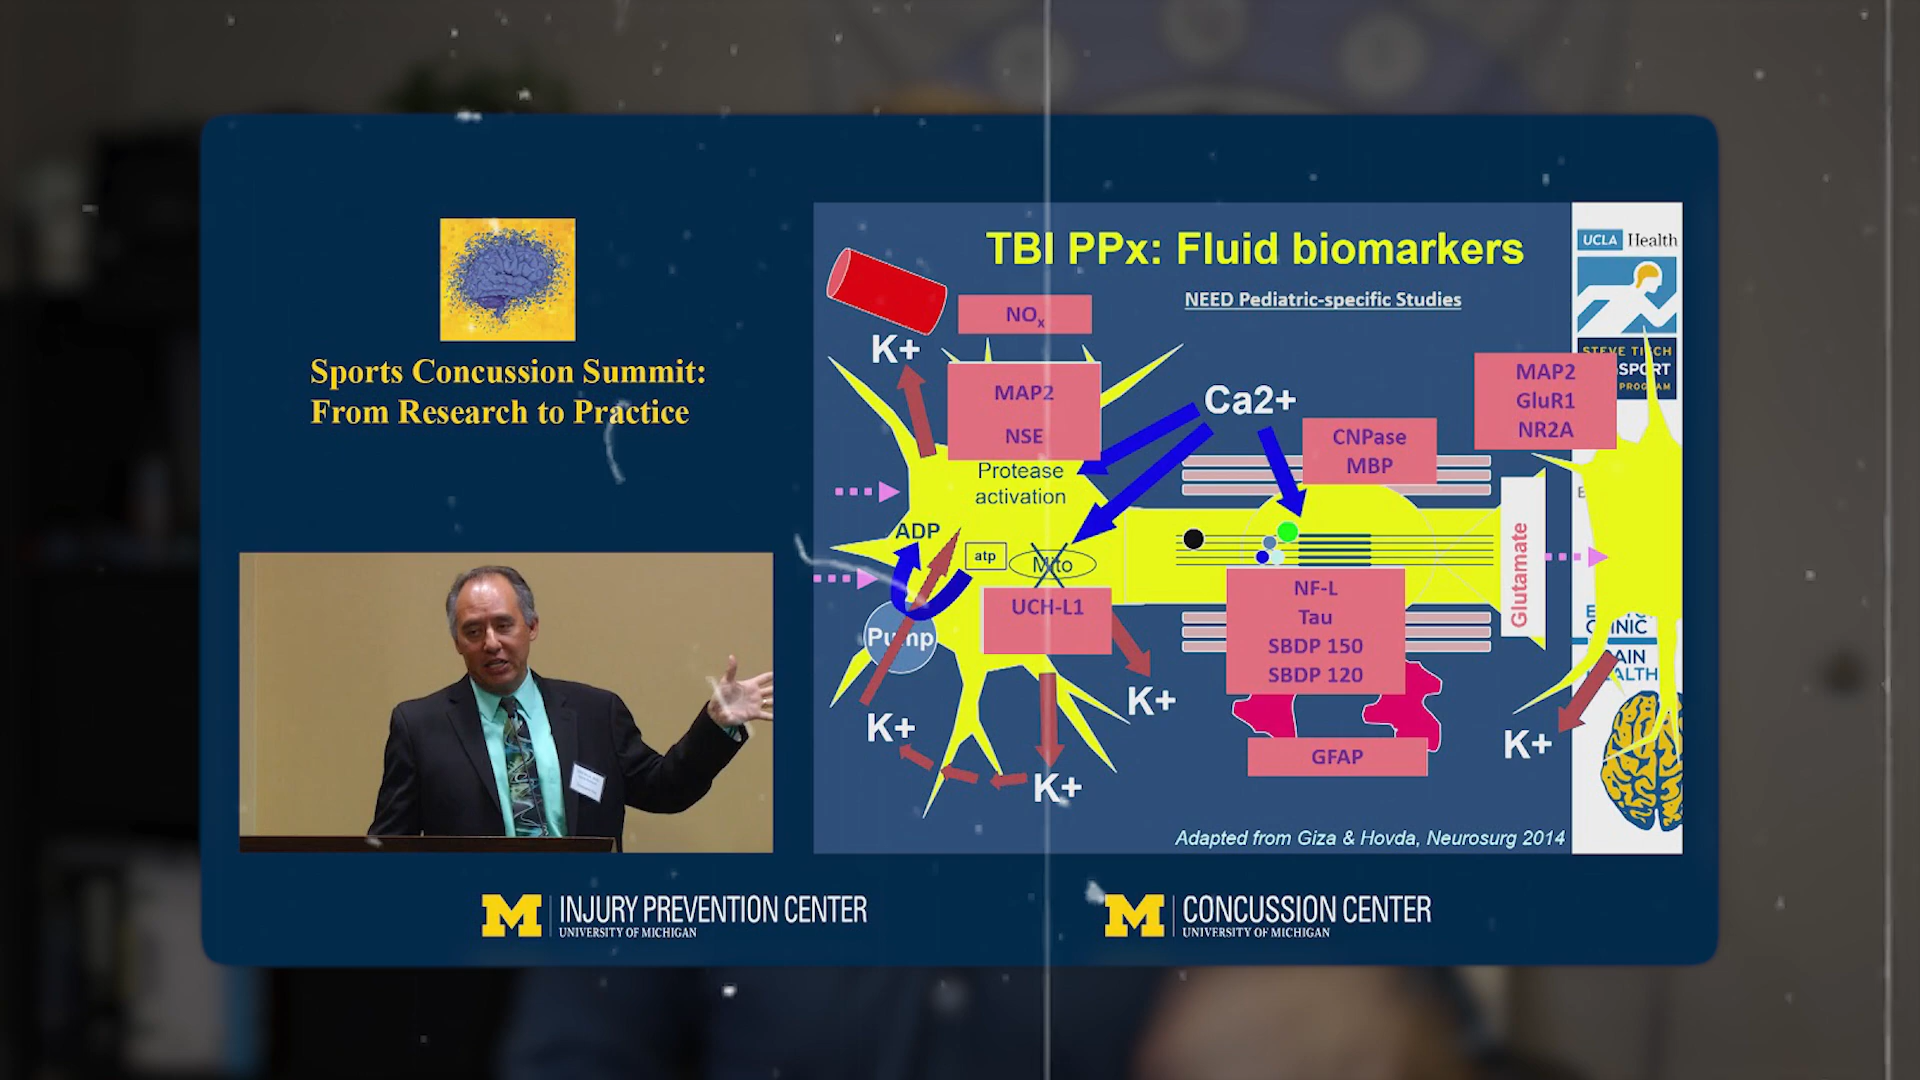 Sports Concussion Summit:
From Research to Practice
M INJURY PREVENTION CENTER
UNIVERSITY OF MICHIGAN
M CONCUSSION CENTER
UNIVERSITY OF MICHIGAN
TBI PPx: Fluid biomarkers
NEED Pediatric-specific Studies
UCLA Health
NOx
K+
MAP2
NSE
Protease
activation
Ca2+
CNPase
MBP
MAP2
GluR1
NR2A
SPORT
PROGRAM
ADP
atp
Mito
UCH-L1
Pump
NF-L
Tau
SBDP 150
SBDP 120
Glutamate
GFAP
K+
K+
K+
K+
Adapted from Giza & Hovda, Neurosurg 2014